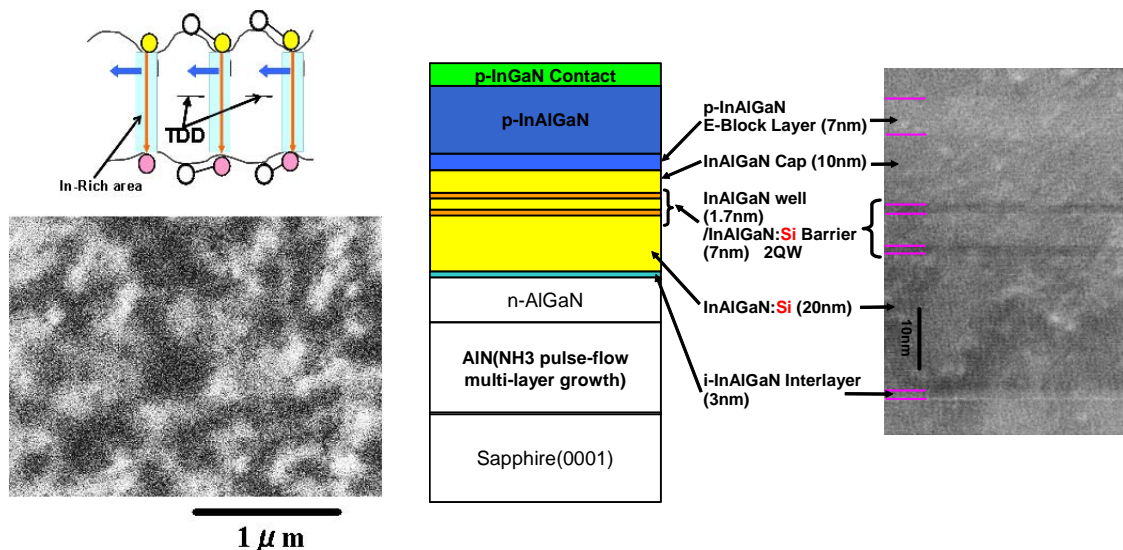 TDD
In-Rich area
1 μ m
p-InGaN Contact
p-InAlGaN
n-AlGaN
AlN(NH3 pulse-flow
multi-layer growth)
Sapphire(0001)
p-InAlGaN
E-Block Layer (7nm)
InAlGaN Cap (10nm)
InAlGaN well
(1.7nm)
/InAlGaN:Si Barrier
(7nm) 2QW
InAlGaN:Si (20nm)
i-InAlGaN Interlayer
(3nm)
10nm